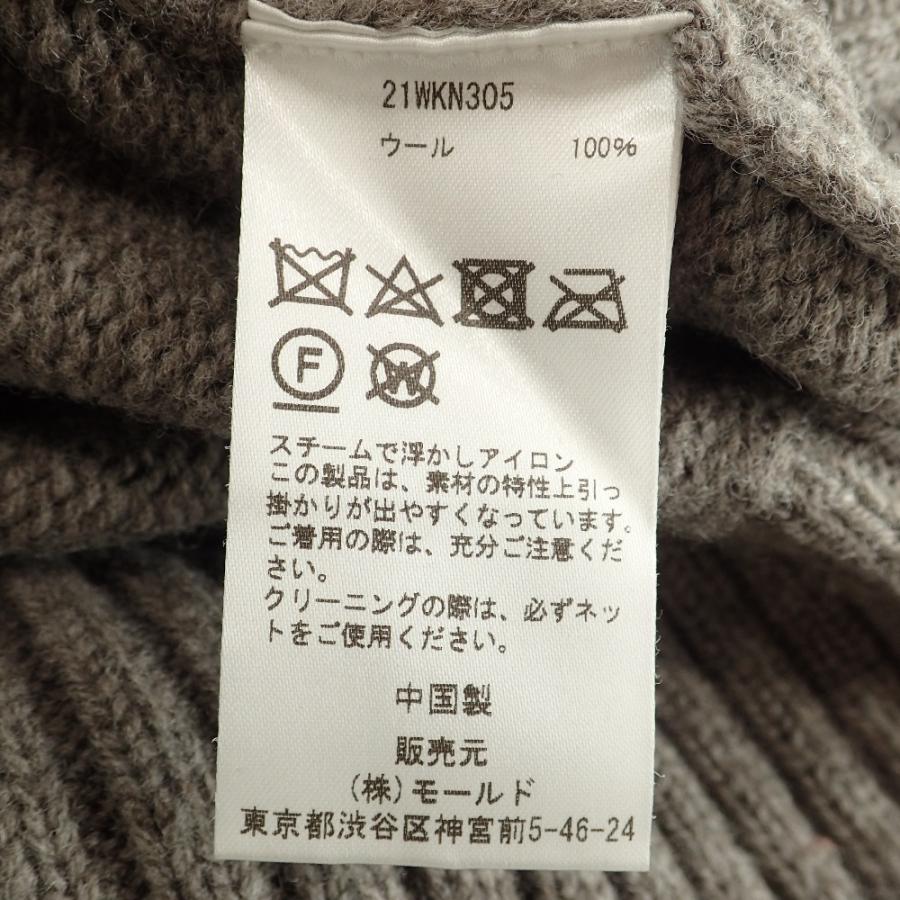 21WKN305
ウール 100%
F
W
スチームで浮かしアイロン
この製品は、素材の特性上引っ
掛かりが出やすくなっています。
ご着用の際は、充分ご注意くだ
さい。
クリーニングの際は、必ずネッ
トをご使用ください。
中国製
販売元
(株)モールド
東京都渋谷区神宮前5-46-24